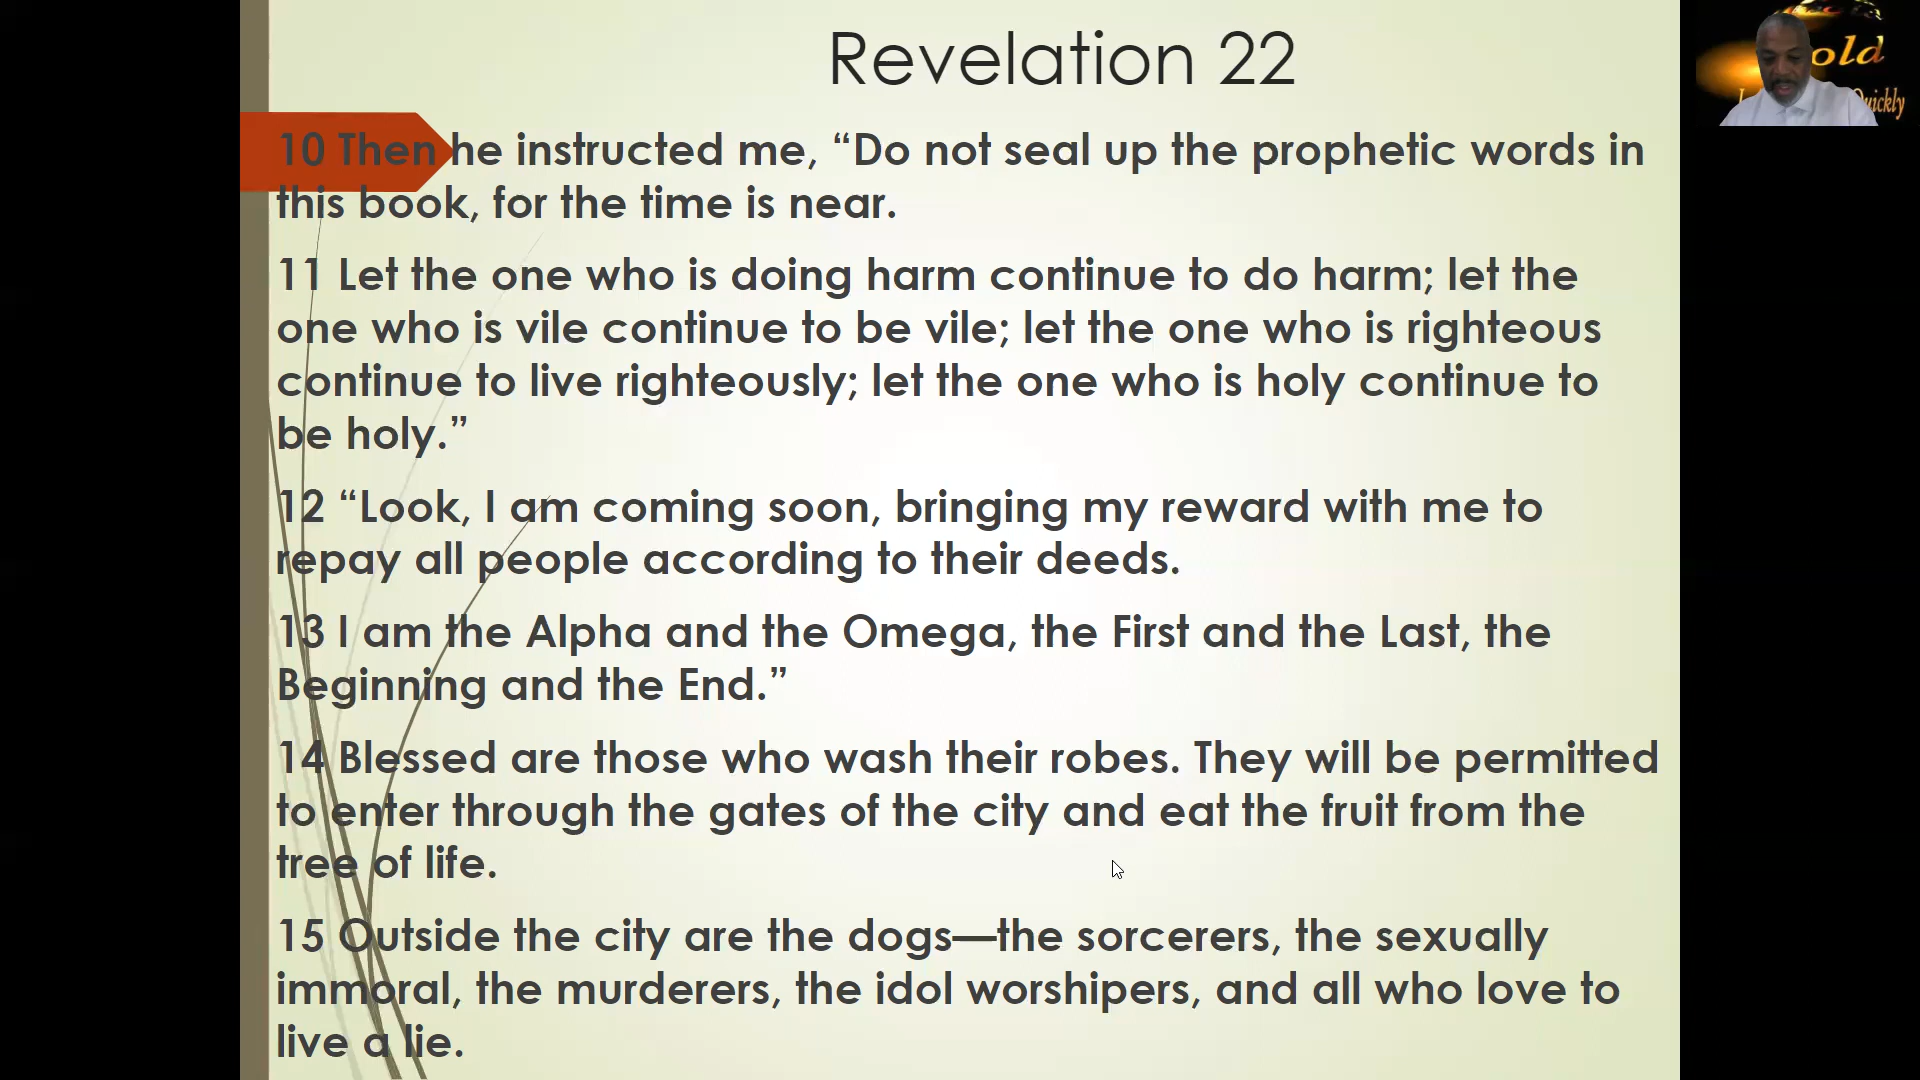 Revelation 22
10 Then he instructed me, “Do not seal up the prophetic words in
this book, for the time is near.
11 Let the one who is doing harm continue to do harm; let the
one who is vile continue to be vile; let the one who is righteous
continue to live righteously; let the one who is holy continue to
be holy.”
12 “Look, I am coming soon, bringing my reward with me to
repay all people according to their deeds.
13 I am the Alpha and the Omega, the First and the Last, the
Beginning and the End.”
14 Blessed are those who wash their robes. They will be permitted
to enter through the gates of the city and eat the fruit from the
tree of life.
15 Outside the city are the dogs—the sorcerers, the sexually
immoral, the murderers, the idol worshipers, and all who love to
live a lie.
old
Quickly